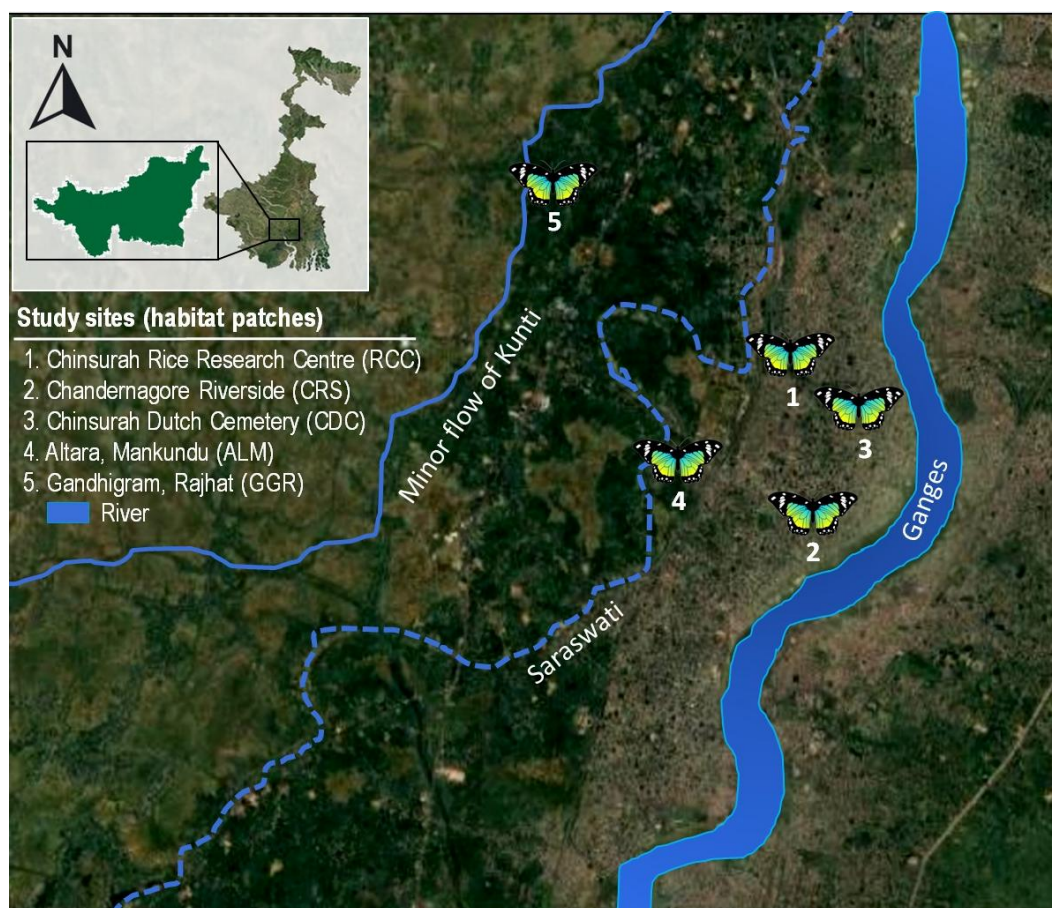 N
Study sites (habitat patches)
1. Chinsurah Rice Research Centre (RCC)
2. Chandernagore Riverside (CRS)
3. Chinsurah Dutch Cemetery (CDC)
4. Altara, Mankundu (ALM)
5. Gandhigram, Rajhat (GGR)
River
5
Minor flow of Kunti
1
3
4
2
Ganges
Saraswati